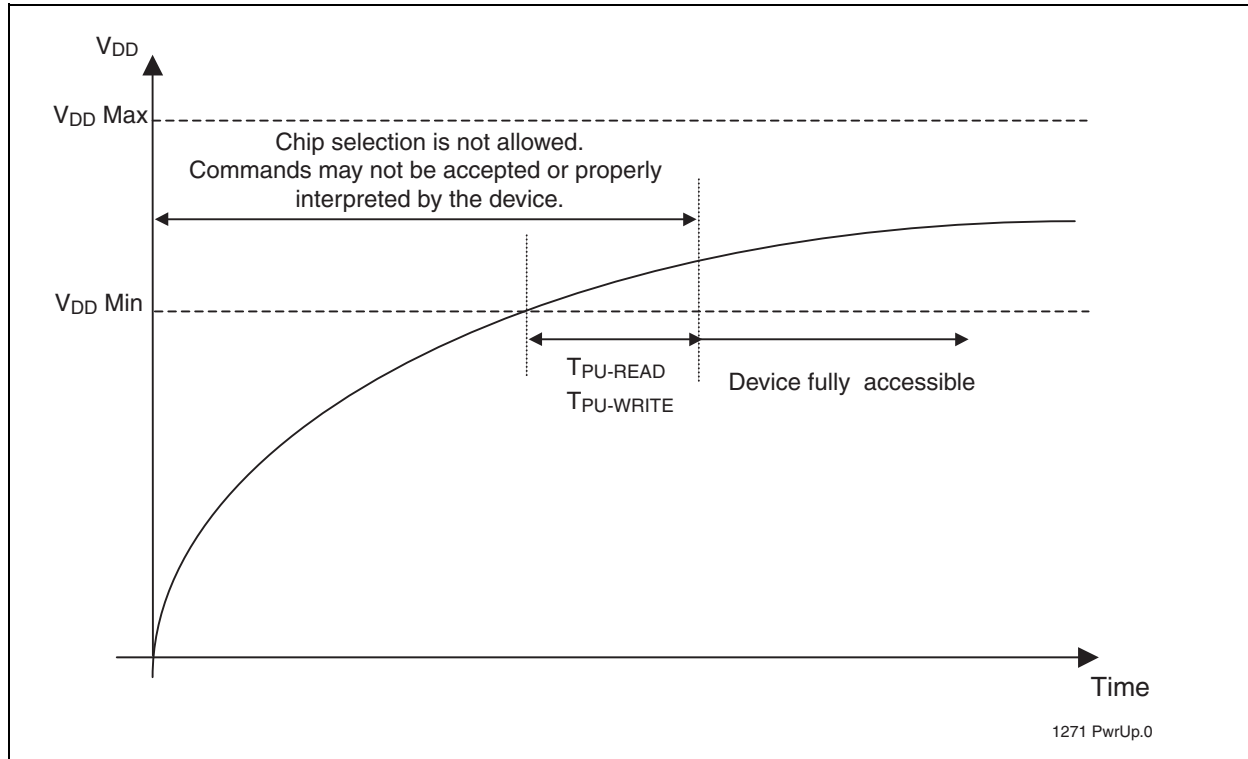 VDD
VDD Max
Chip selection is not allowed.
Commands may not be accepted or properly
interpreted by the device.
VDD Min
TPU-READ
TPU-WRITE
Device fully accessible
Time
1271 PwrUp.0